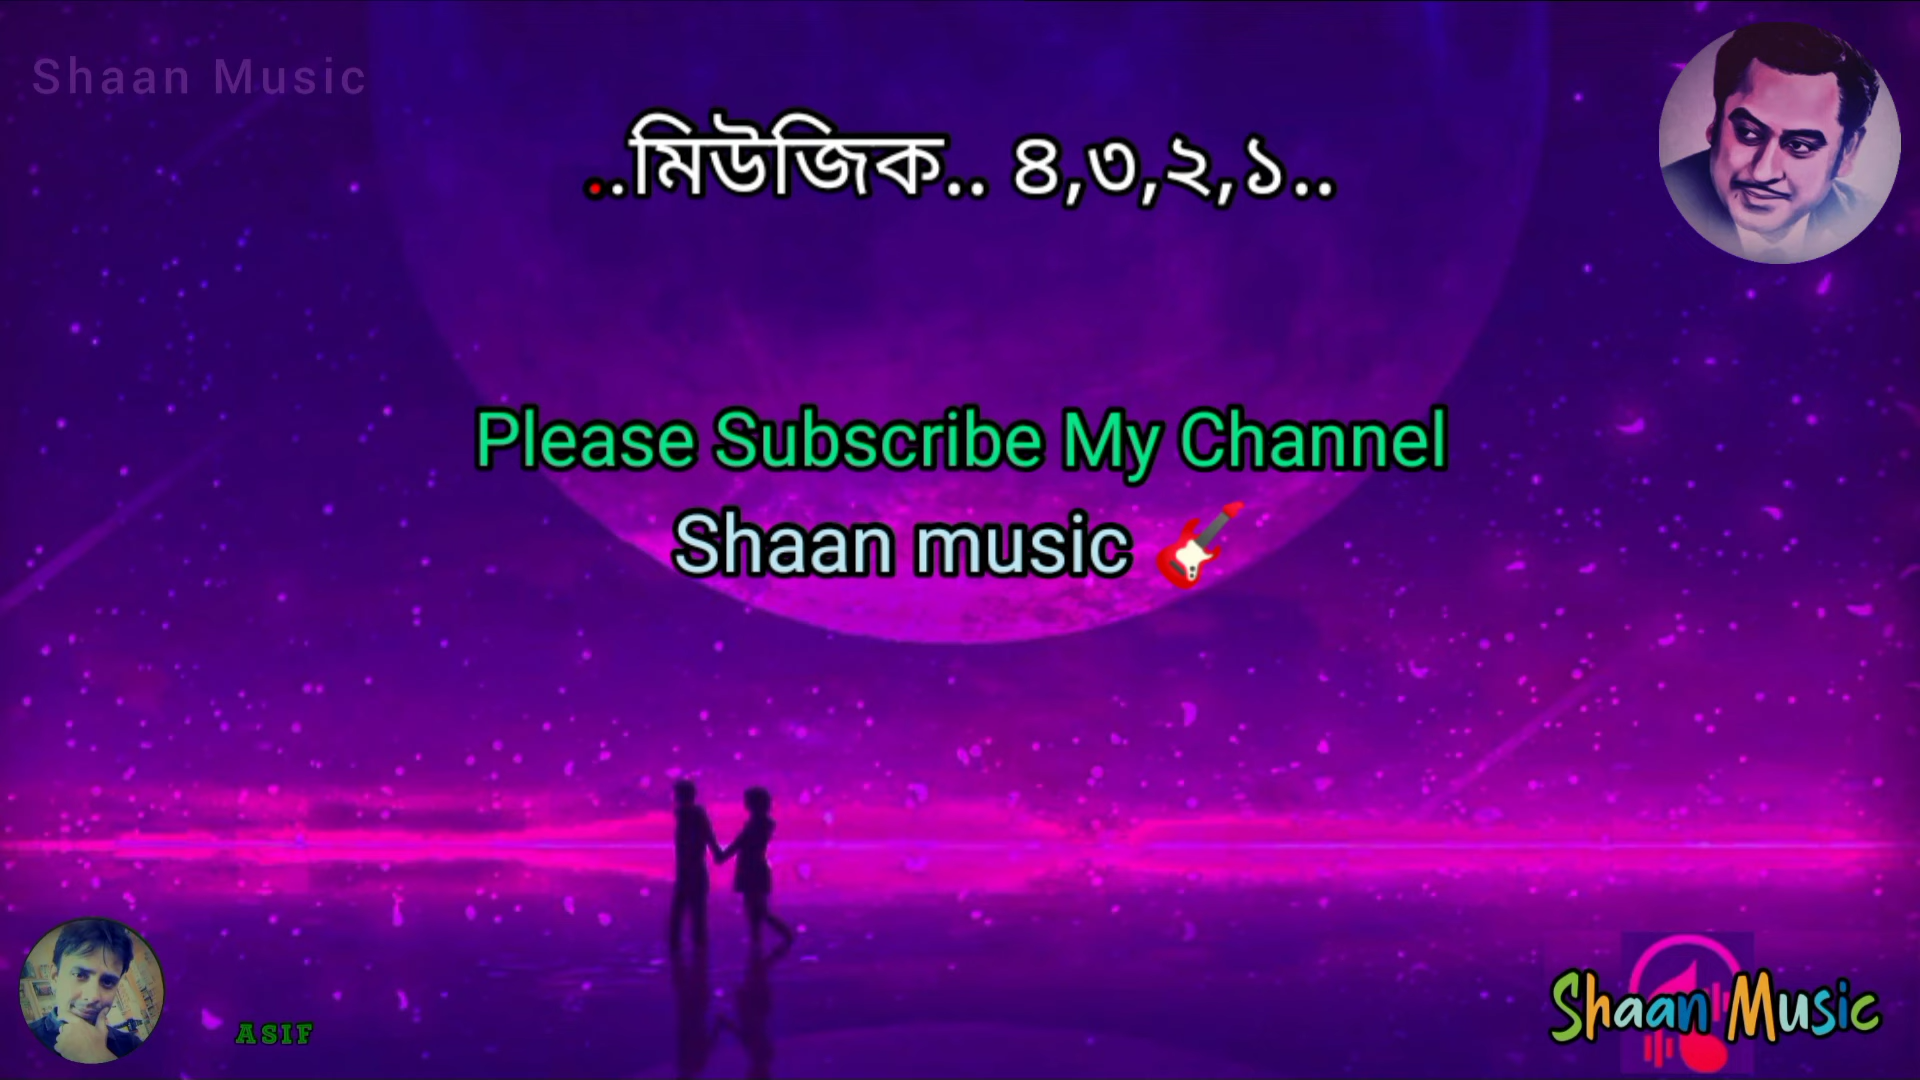 Shaan Music
..মিউজিক.. ৪,৩,২,১..
Please Subscribe My Channel
Shaan music 🎸
ASIF
Shaan Music